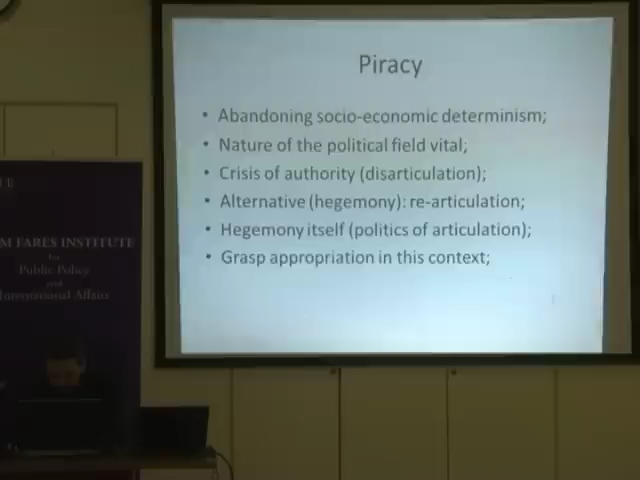 Piracy
• Abandoning socio-economic determinism;
• Nature of the political field vital;
• Crisis of authority (disarticulation);
• Alternative (hegemony): re-articulation;
• Hegemony itself (politics of articulation);
• Grasp appropriation in this context;
M FARES INSTITUTE
for
Public Policy
and
International Affairs